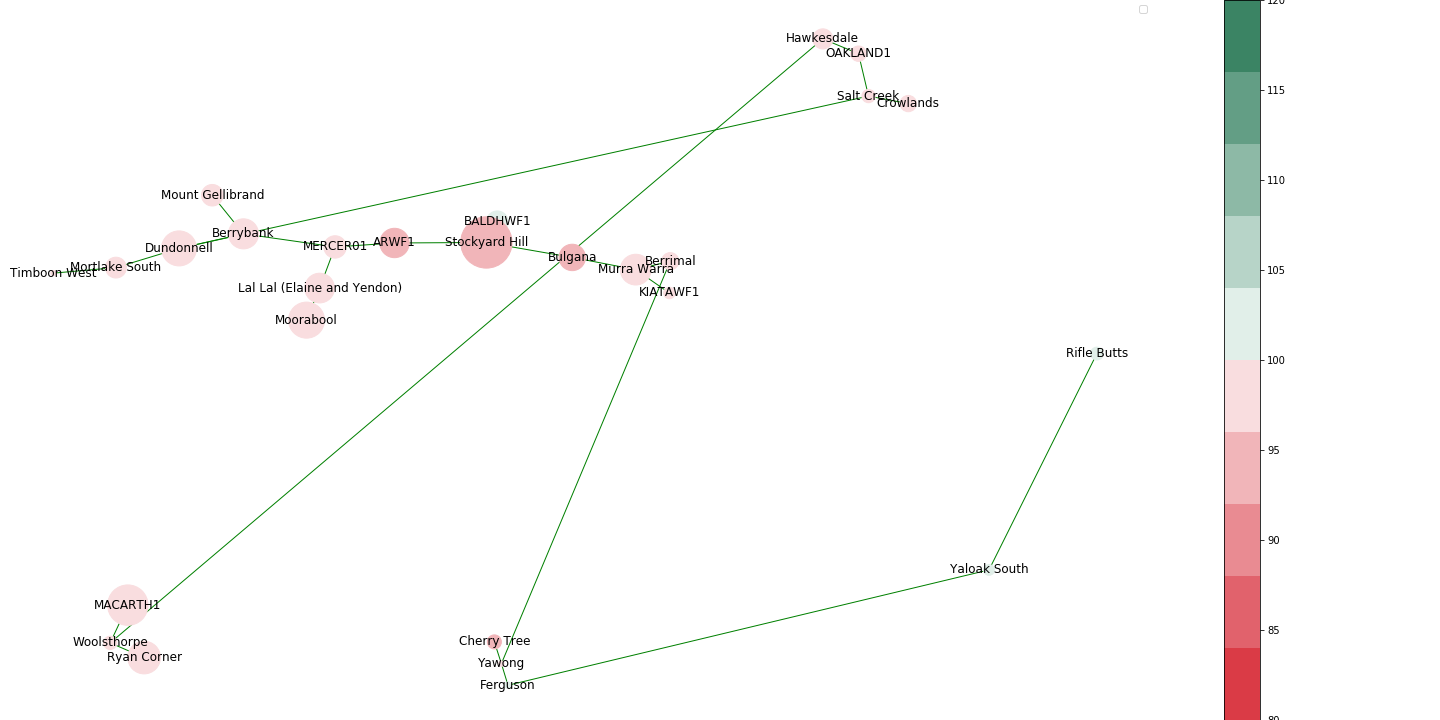 120
Hawkesdale
OAKLAND1
115
Salt Creek
Crowlands
110
Mount Gellibrand
BALDHWF1
Berrybank
Stockyard Hill
ARWF1
MERCER01
Dundonnell
Bulgana
Berrimal
Mortlake South
Murra Warra
105
Timboon West
Lal Lal (Elaine and Yendon)
KIATAWF1
Moorabool
Rifle Butts
100
95
90
Yaloak South
MACARTH1
85
Cherry Tree
Woolsthorpe
Ryan Corner
Yawong
Ferguson
80